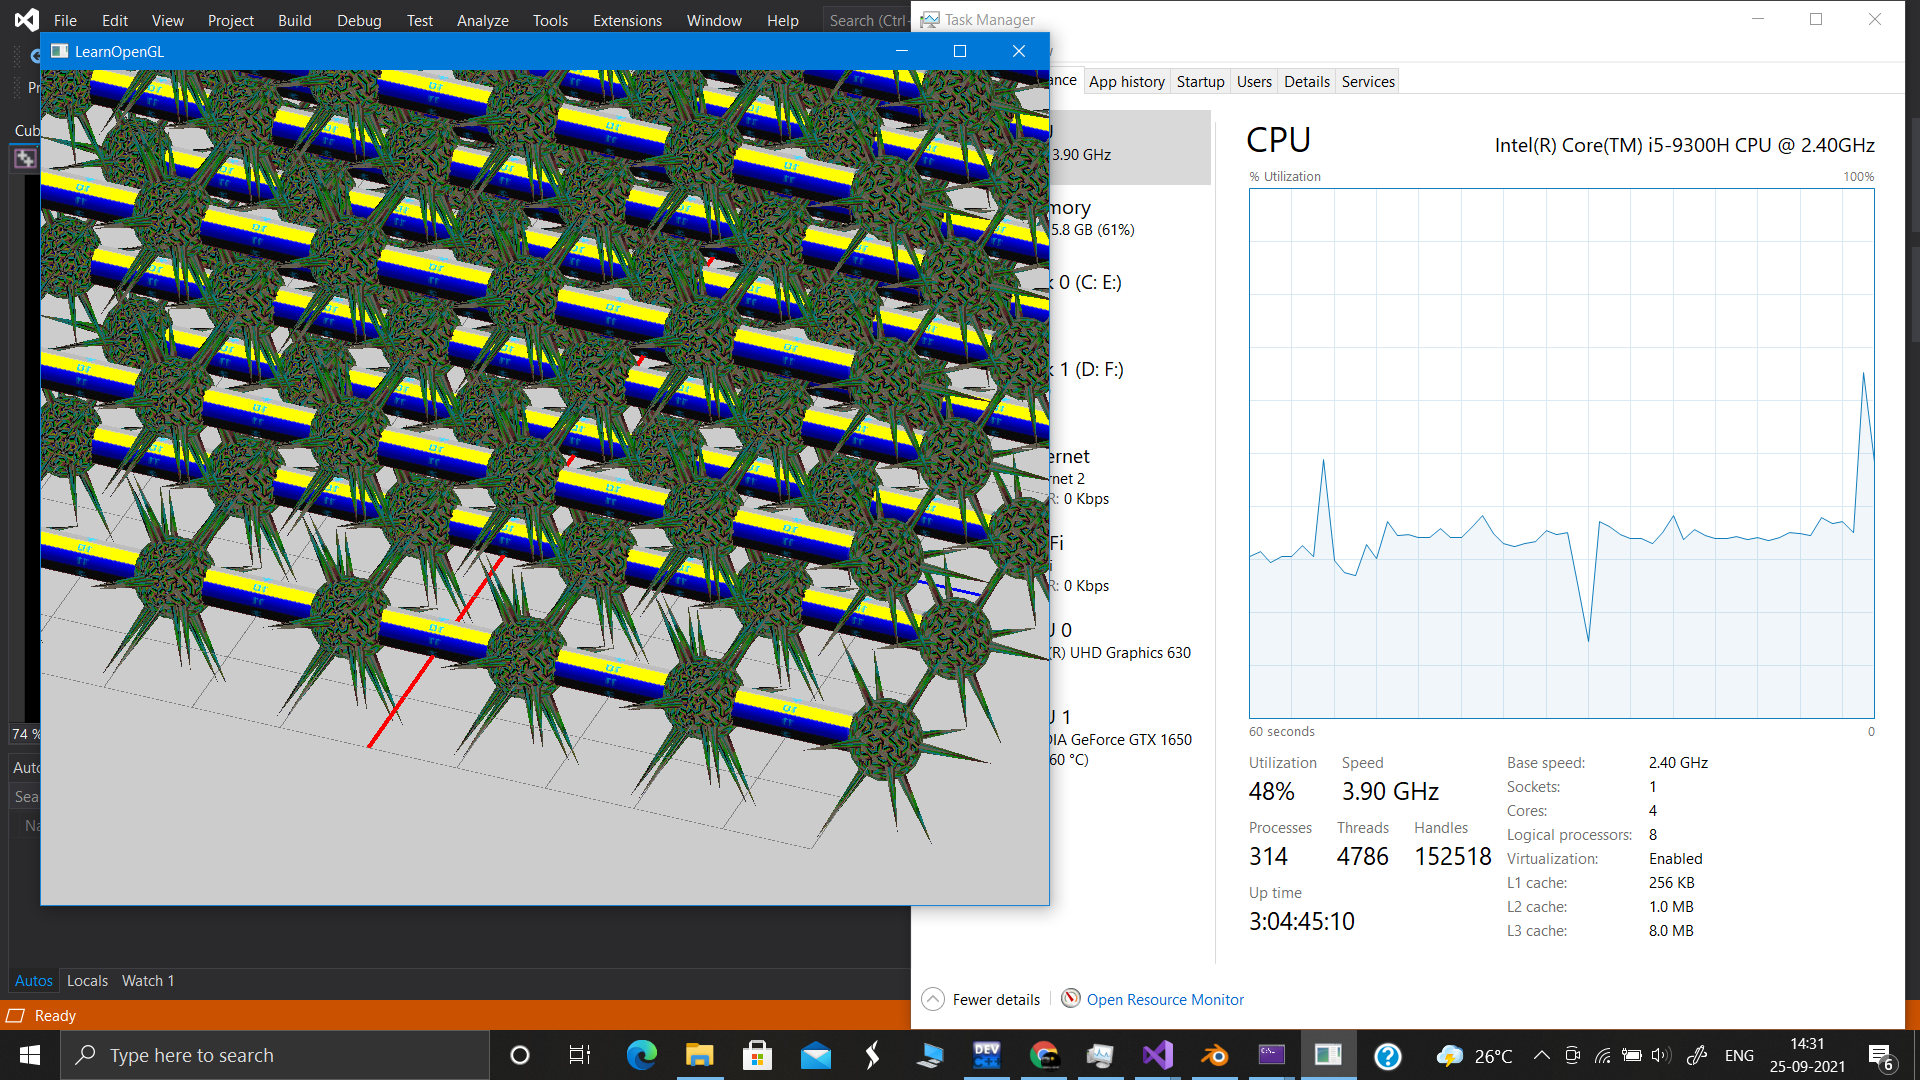 File Edit View Project Build Debug Test Analyze Tools Extensions Window Help Search (Ctrl-
LearnOpenGL
Pr
Cub
74 %
Auto
Sea
Na
Autos Locals Watch 1
Ready
Task Manager
ance App history Startup Users Details Services
3.90 GHz
mory
5.8 GB (61%)
k 0 (C: E:)
k 1 (D: F:)
ernet
rnet 2
R: 0 Kbps
Fi
R: 0 Kbps
U 0
(R) UHD Graphics 630
U 1
DIA GeForce GTX 1650
60 °C)
CPU Intel(R) Core(TM) i5-9300H CPU @ 2.40GHz
% Utilization 100%
60 seconds 0
Utilization Speed
48% 3.90 GHz
Processes Threads Handles
314 4786 152518
Up time
3:04:45:10
Base speed: 2.40 GHz
Sockets: 1
Cores: 4
Logical processors: 8
Virtualization: Enabled
L1 cache: 256 KB
L2 cache: 1.0 MB
L3 cache: 8.0 MB
Fewer details Open Resource Monitor
Type here to search
DEV
C:\_
26°C ENG
14:31
25-09-2021
6